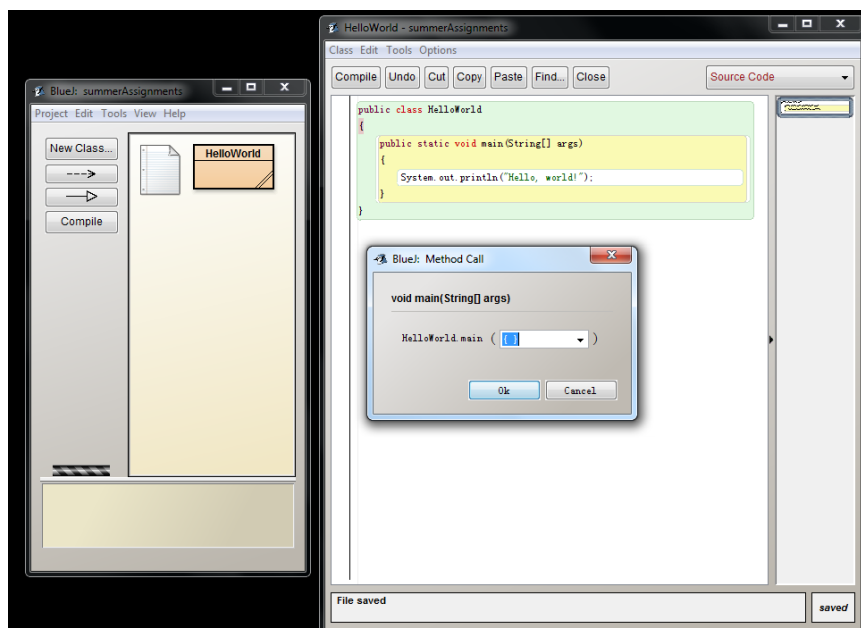 BlueJ: summerAssignments
Project Edit Tools View Help
New Class...
--->
Compile
HelloWorld
HelloWorld - summerAssignments
Class Edit Tools Options
Compile Undo Cut Copy Paste Find... Close Source Code
public class HelloWorld
{
public static void main(String[] args)
{
System.out.println("Hello, world!");
}
}
BlueJ: Method Call
void main(String[] args)
HelloWorld.main ( { } )
Ok Cancel
File saved
saved